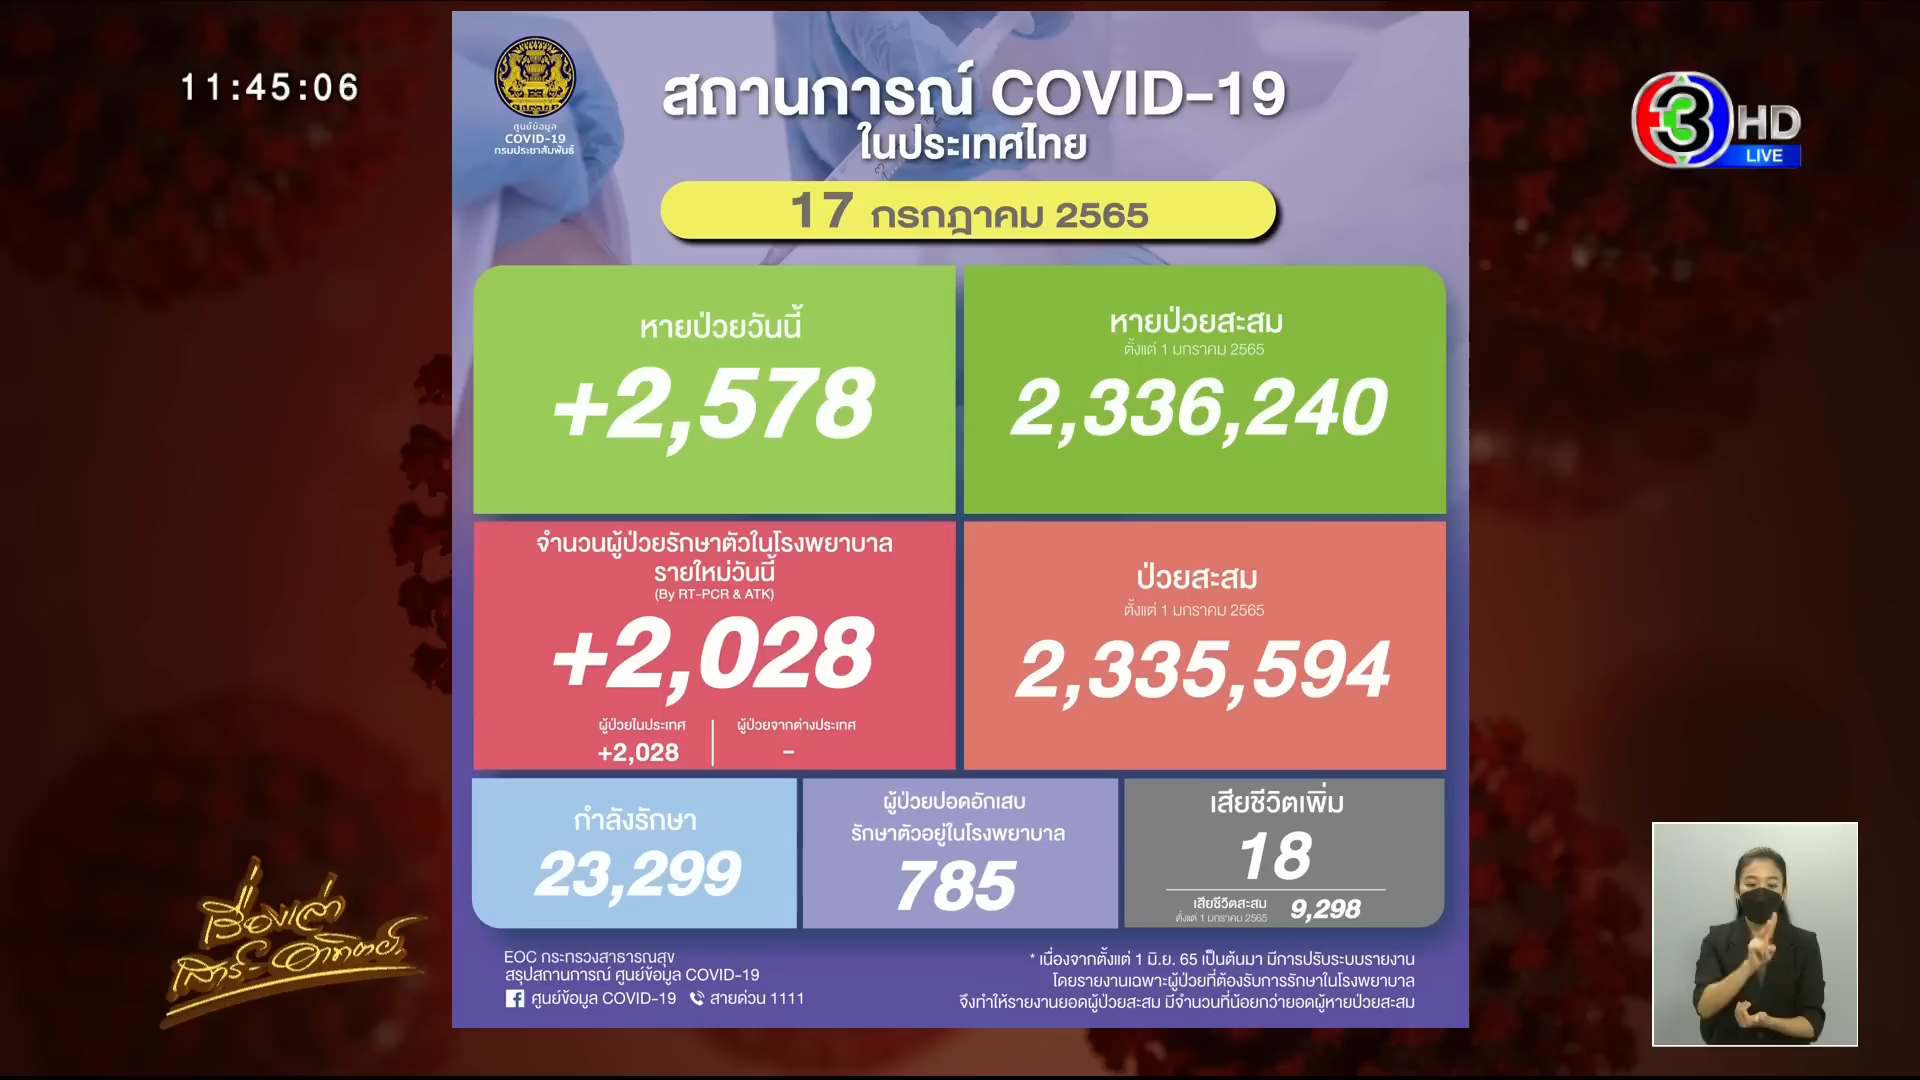 11:45:06
ศูนย์ข้อมูล
COVID-19
กรมประชาสัมพันธ์
สถานการณ์ COVID-19
ในประเทศไทย
3 HD
LIVE
17 กรกฎาคม 2565
หายป่วยวันนี้
+2,578
หายป่วยสะสม
ตั้งแต่ 1 มกราคม 2565
2,336,240
จำนวนผู้ป่วยรักษาตัวในโรงพยาบาล
รายใหม่วันนี้
(By RT-PCR & ATK)
+2,028
ผู้ป่วยในประเทศ
+2,028
ผู้ป่วยจากต่างประเทศ
-
ป่วยสะสม
ตั้งแต่ 1 มกราคม 2565
2,335,594
กำลังรักษา
23,299
ผู้ป่วยปอดอักเสบ
รักษาตัวอยู่ในโรงพยาบาล
785
เสียชีวิตเพิ่ม
18
เสียชีวิตสะสม
ตั้งแต่ 1 มกราคม 2565
9,298
เรื่องเล่า
เสาร์-อาทิตย์
EOC กระทรวงสาธารณสุข
สรุปสถานการณ์ ศูนย์ข้อมูล COVID-19
ศูนย์ข้อมูล COVID-19 สายด่วน 1111
* เนื่องจากตั้งแต่ 1 มิ.ย. 65 เป็นต้นมา มีการปรับระบบรายงาน
โดยรายงานเฉพาะผู้ป่วยที่ต้องรับการรักษาในโรงพยาบาล
จึงทำให้รายงานยอดผู้ป่วยสะสม มีจำนวนที่น้อยกว่ายอดผู้หายป่วยสะสม